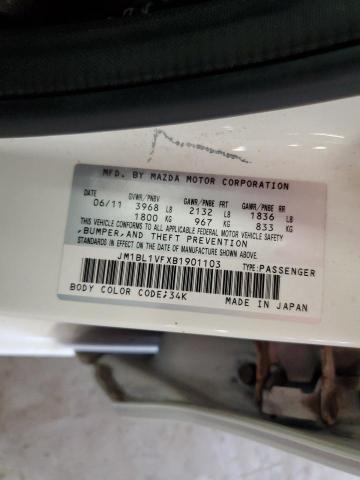 MFD. BY MAZDA MOTOR CORPORATION
DATE GVWR/PNBV GAWR/PNBE FRT GAWR/PNBE RR
06/11 3968 LB 2132 LB 1836 LB
1800 KG 967 KG 833 KG
THIS VEHICLE CONFORMS TO ALL APPLICABLE FEDERAL MOTOR VEHICLE SAFETY
,BUMPER,AND THEFT PREVENTION
STANDARDS IN EFFECT ON THE DATE OF MANUFACTURE SHOWN ABOVE.
JM1BL1VFXB1901103 TYPE:PASSENGER
BODY COLOR CODE;34K MADE IN JAPAN